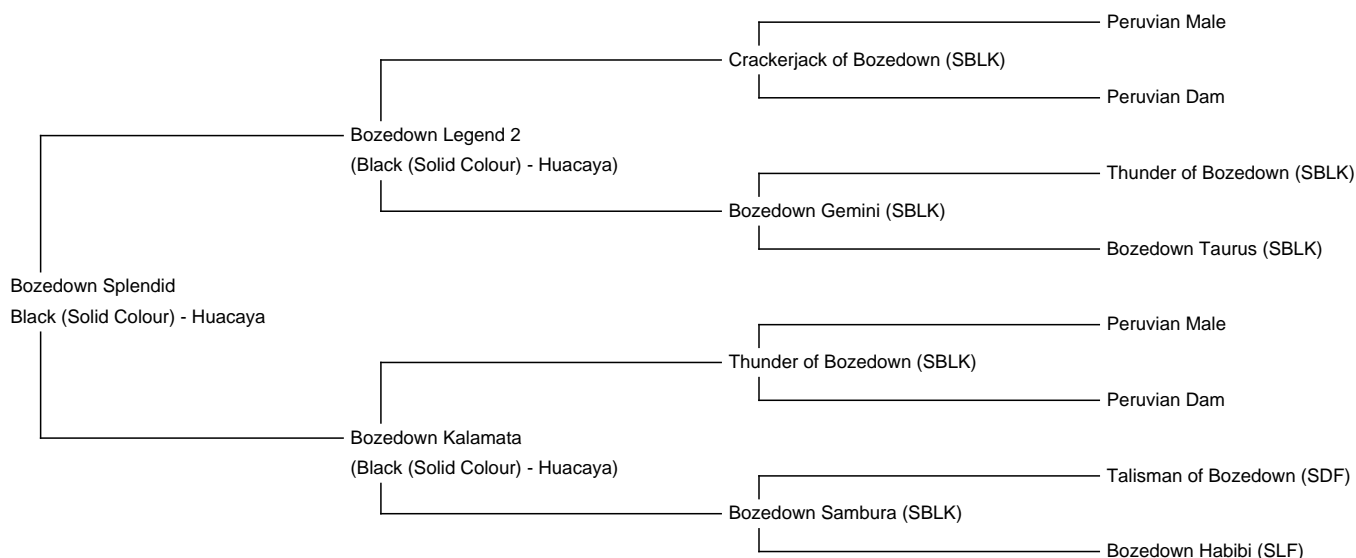 Peruvian Male
Crackerjack of Bozedown (SBLK)
Peruvian Dam
Bozedown Legend 2
(Black (Solid Colour) - Huacaya)
Thunder of Bozedown (SBLK)
Bozedown Gemini (SBLK)
Bozedown Taurus (SBLK)
Bozedown Splendid
Black (Solid Colour) - Huacaya
Peruvian Male
Thunder of Bozedown (SBLK)
Peruvian Dam
Bozedown Kalamata
(Black (Solid Colour) - Huacaya)
Talisman of Bozedown (SDF)
Bozedown Sambura (SBLK)
Bozedown Habibi (SLF)